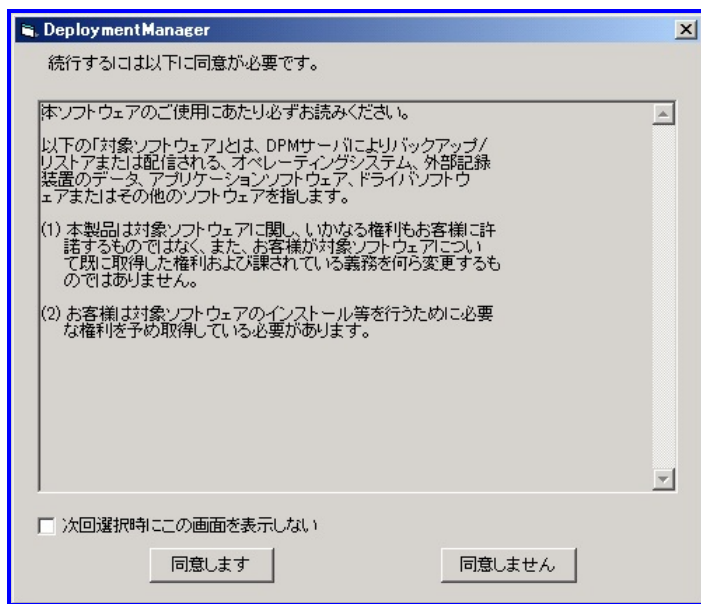 DeploymentManager
続行するには以下に同意が必要です。
本ソフトウェアのご使用にあたり必ずお読みください。
以下の「対象ソフトウェア」とは、DPMサーバによりバックアップ/
リストアまたは配信される、オペレーティングシステム、外部記録
装置のデータ、アプリケーションソフトウェア、ドライバソフトウ
ェアまたはその他のソフトウェアを指します。
(1) 本製品は対象ソフトウェアに関し、いかなる権利もお客様に許
諾するものではなく、また、お客様が対象ソフトウェアについ
て既に取得した権利および課されている義務を何ら変更するも
のではありません。
(2) お客様は対象ソフトウェアのインストール等を行うために必要
な権利を予め取得している必要があります。
次回選択時にこの画面を表示しない
同意します
同意しません